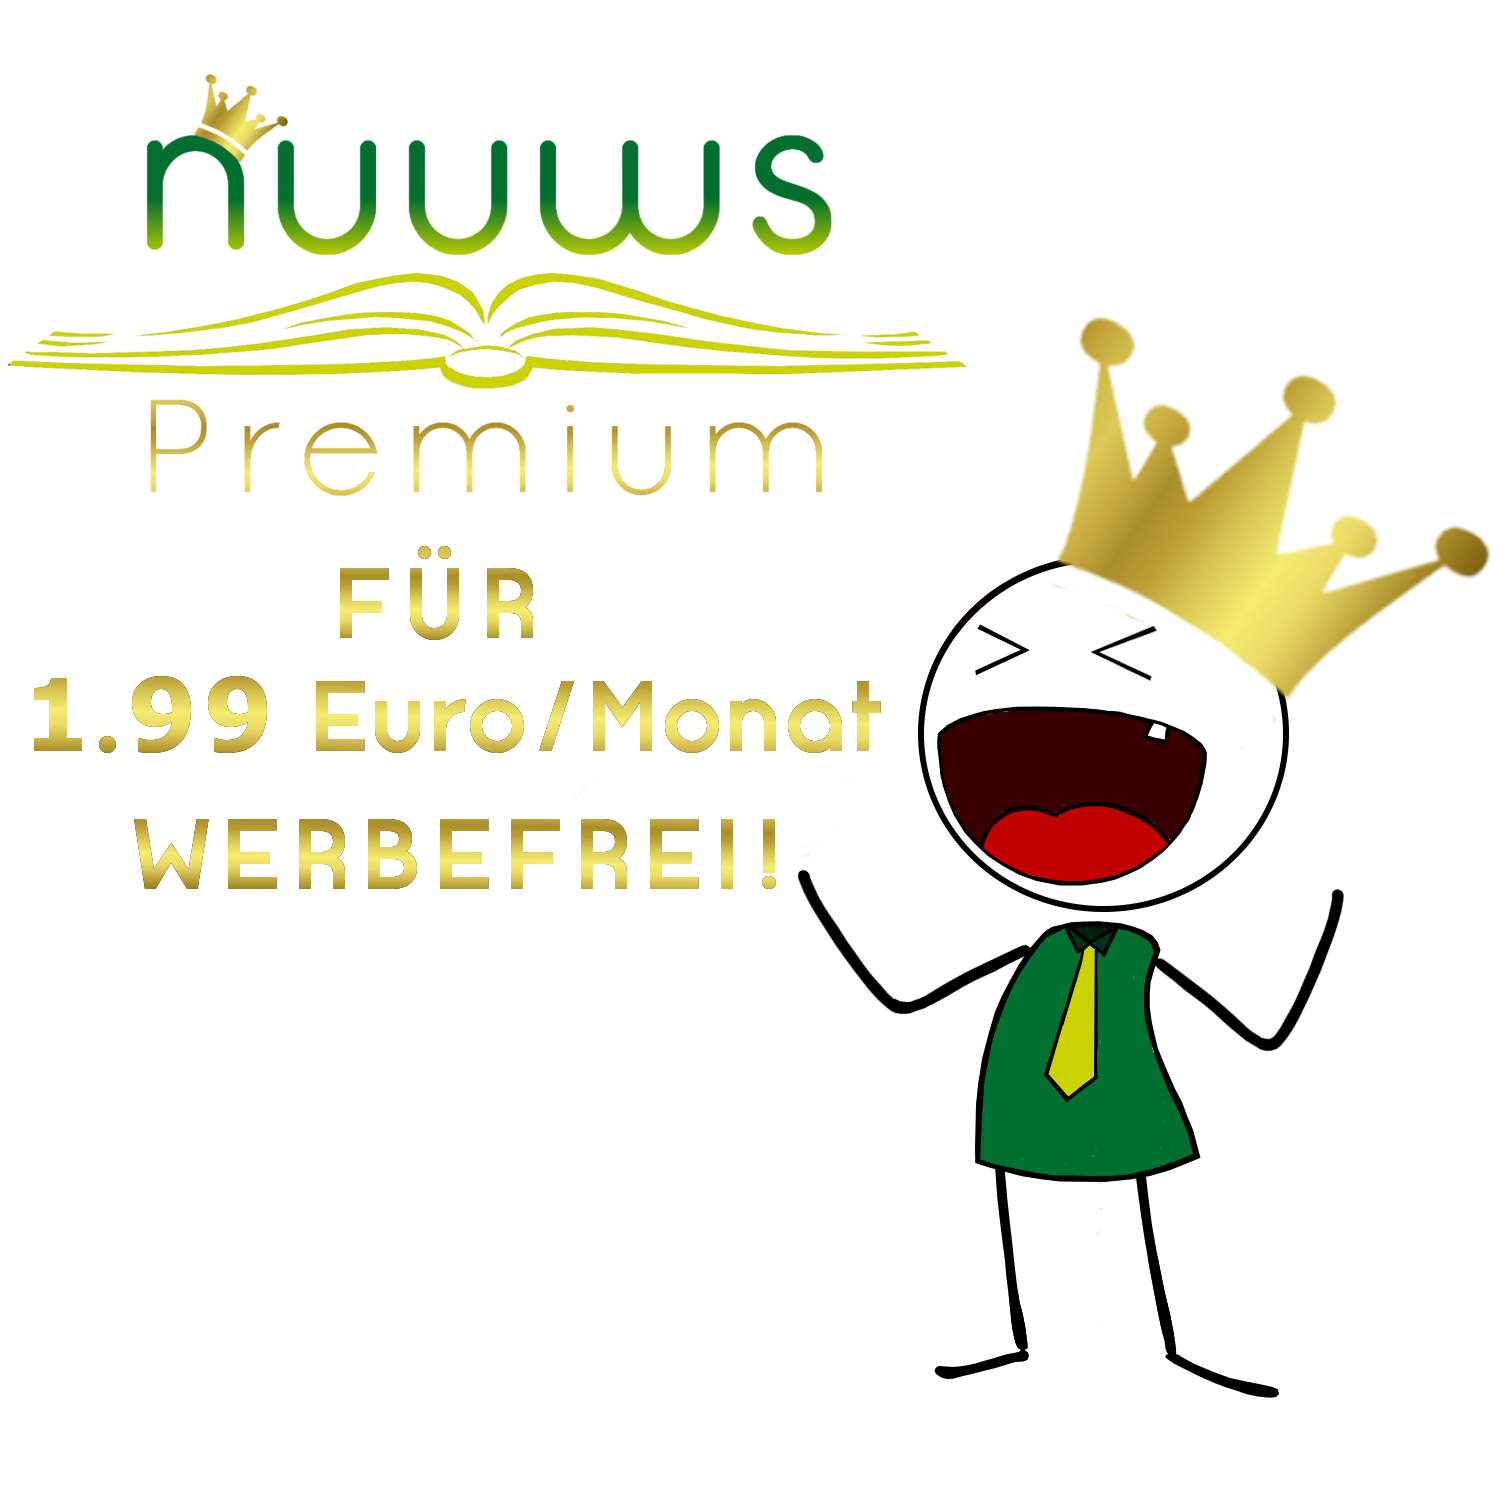 nuuws
Premium
FÜR
1.99 Euro/Monat
WERBEFREI!